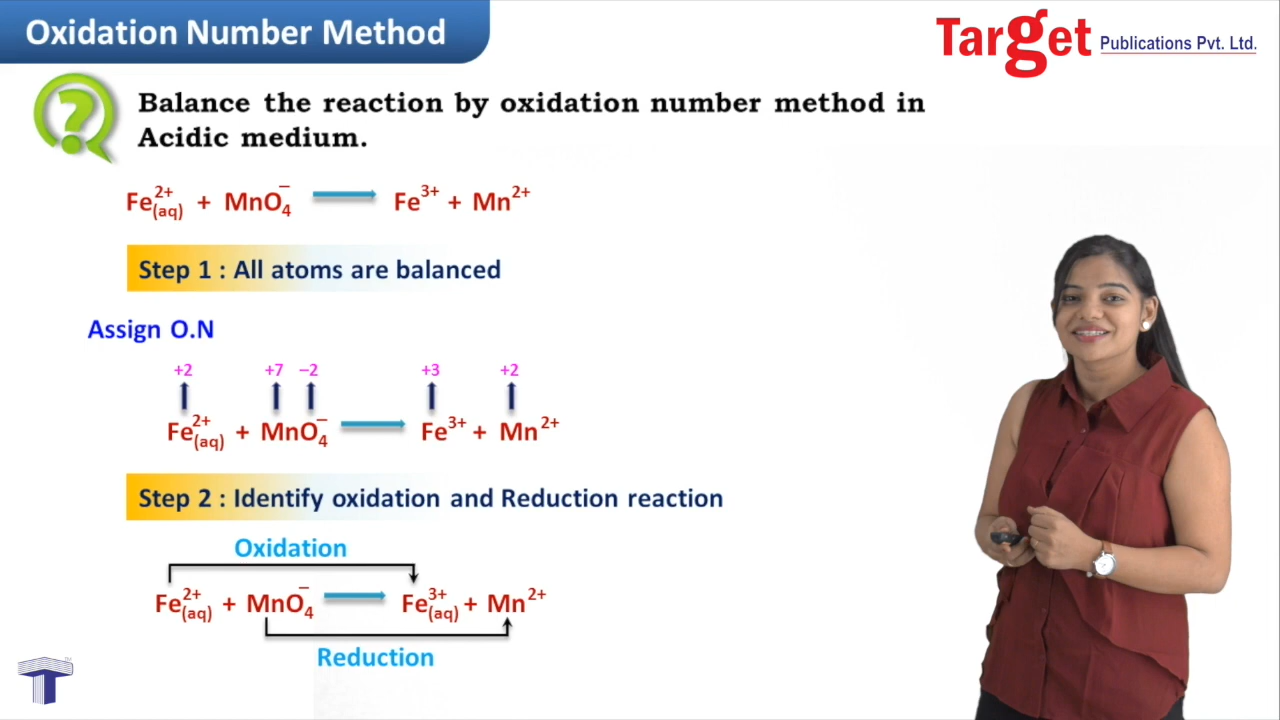 Oxidation Number Method
Target Publications Pvt. Ltd.
?
Balance the reaction by oxidation number method in
Acidic medium.
Fe²⁺(aq) + MnO₄⁻ ⟶ Fe³⁺ + Mn²⁺
Step 1 : All atoms are balanced
Assign O.N
+2 +7 –2 +3 +2
Fe²⁺(aq) + MnO₄⁻ ⟶ Fe³⁺ + Mn²⁺
Step 2 : Identify oxidation and Reduction reaction
Oxidation
Fe²⁺(aq) + MnO₄⁻ ⟶ Fe³⁺(aq) + Mn²⁺
Reduction
TM